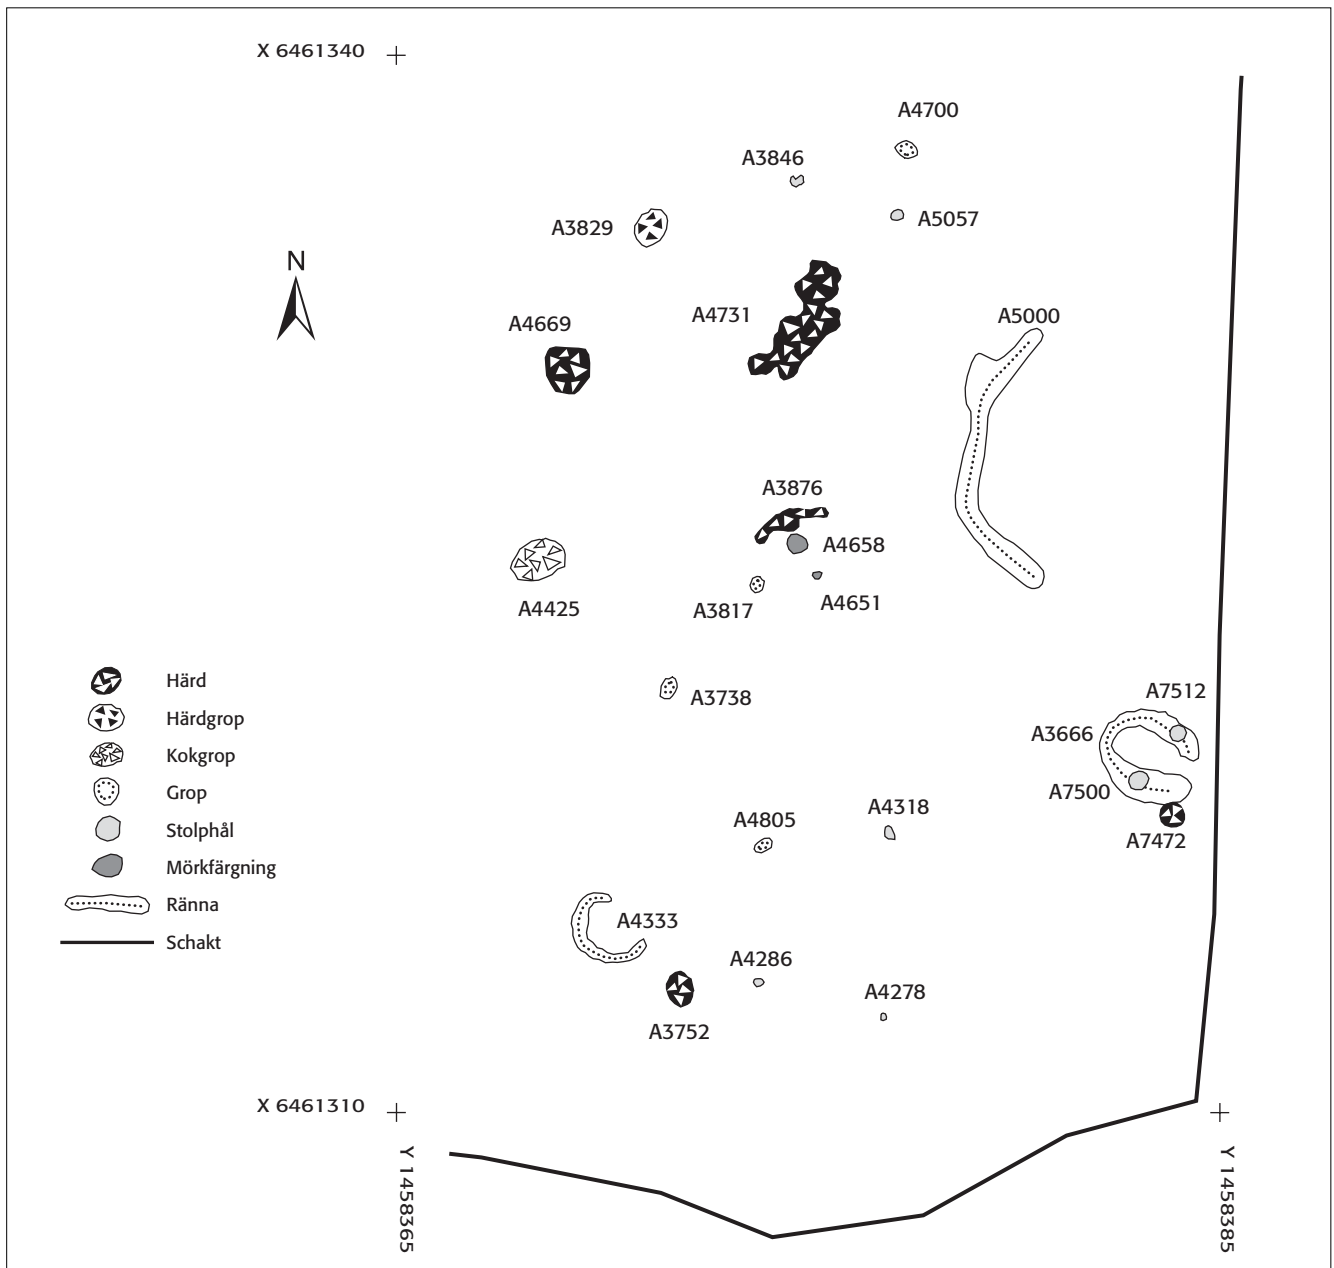 X 6461340
A4700
A3846
A5057
A3829
N
A4731
A4669
A5000
A3876
A4658
A4425
A3817
A4651
Härd
A3738
A7512
Härdgrop
A3666
Kokgrop
Grop
A7500
A4318
A4805
Stolphål
A7472
Mörkfärgning
Ränna
A4333
Schakt
A4286
A4278
A3752
X 6461310
Y 1458365
Y 1458385